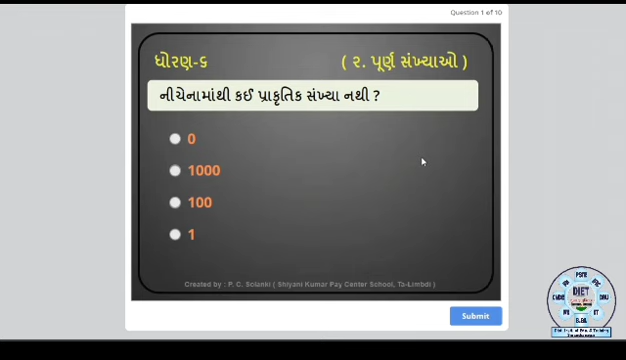 Question 1 of 10
ધોરણ-૬ ( ૨. પૂર્ણ સંખ્યાઓ )
નીચેનામાંથી કઈ પ્રાકૃતિક સંખ્યા નથી ?
0
1000
100
1
Created by : P. C. Solanki ( Shiyani Kumar Pay Center School, Ta-Limbdi )
Submit
DIET